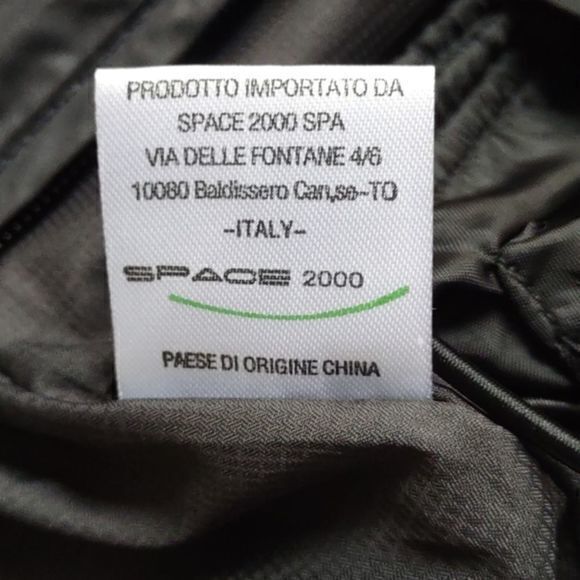 PRODOTTO IMPORTATO DA
SPACE 2000 SPA
VIA DELLE FONTANE 4/6
10080 Baldissero Can,se-TO
-ITALY-
SPACE 2000
PAESE DI ORIGINE CHINA